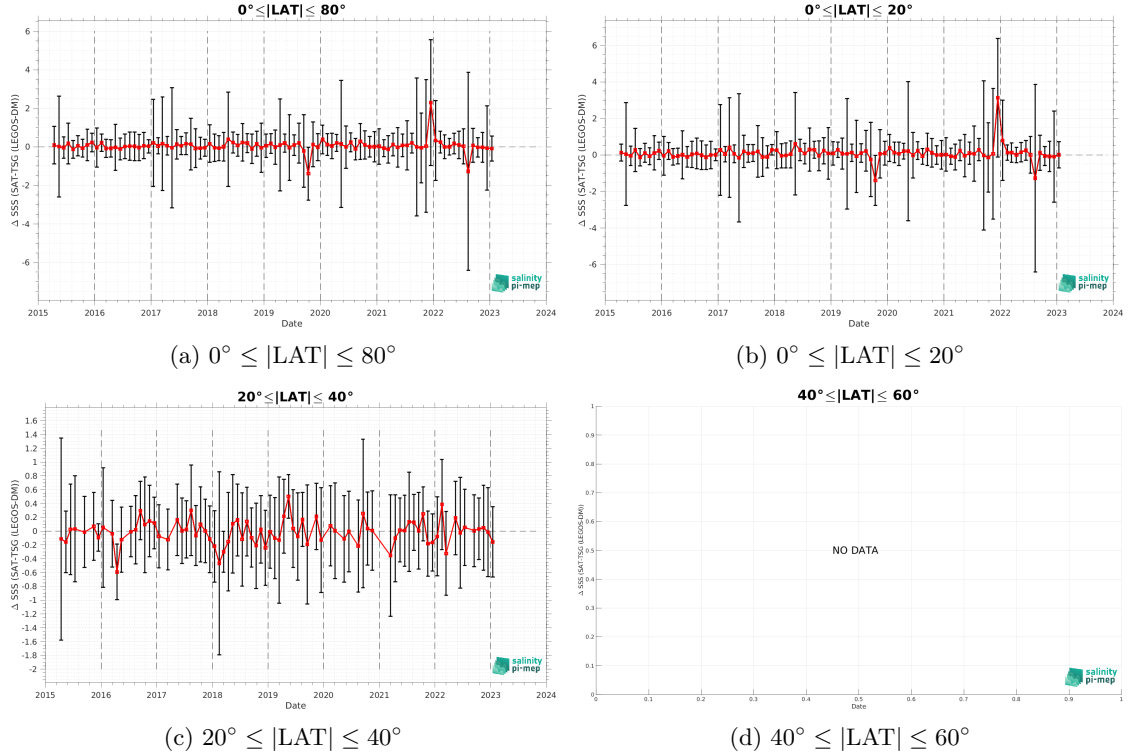 0°≤|LAT|≤ 80°
Δ SSS (SAT-TSG (LEGOS-DM))
6
4
2
0
-2
-4
-6
2015 2016 2017 2018 2019 2020 2021 2022 2023 2024
Date
salinity
pi-mep
(a) 0° ≤ |LAT| ≤ 80°
0°≤|LAT|≤ 20°
Δ SSS (SAT-TSG (LEGOS-DM))
6
4
2
0
-2
-4
-6
2015 2016 2017 2018 2019 2020 2021 2022 2023 2024
Date
salinity
pi-mep
(b) 0° ≤ |LAT| ≤ 20°
20°≤|LAT|≤ 40°
Δ SSS (SAT-TSG (LEGOS-DM))
1.6
1.4
1.2
1
0.8
0.6
0.4
0.2
0
-0.2
-0.4
-0.6
-0.8
-1
-1.2
-1.4
-1.6
-1.8
-2
2015 2016 2017 2018 2019 2020 2021 2022 2023 2024
Date
salinity
pi-mep
(c) 20° ≤ |LAT| ≤ 40°
40°≤|LAT|≤ 60°
Δ SSS (SAT-TSG (LEGOS-DM))
1
0.9
0.8
0.7
0.6
0.5
0.4
0.3
0.2
0.1
0
NO DATA
0 0.1 0.2 0.3 0.4 0.5 0.6 0.7 0.8 0.9 1
Date
salinity
pi-mep
(d) 40° ≤ |LAT| ≤ 60°